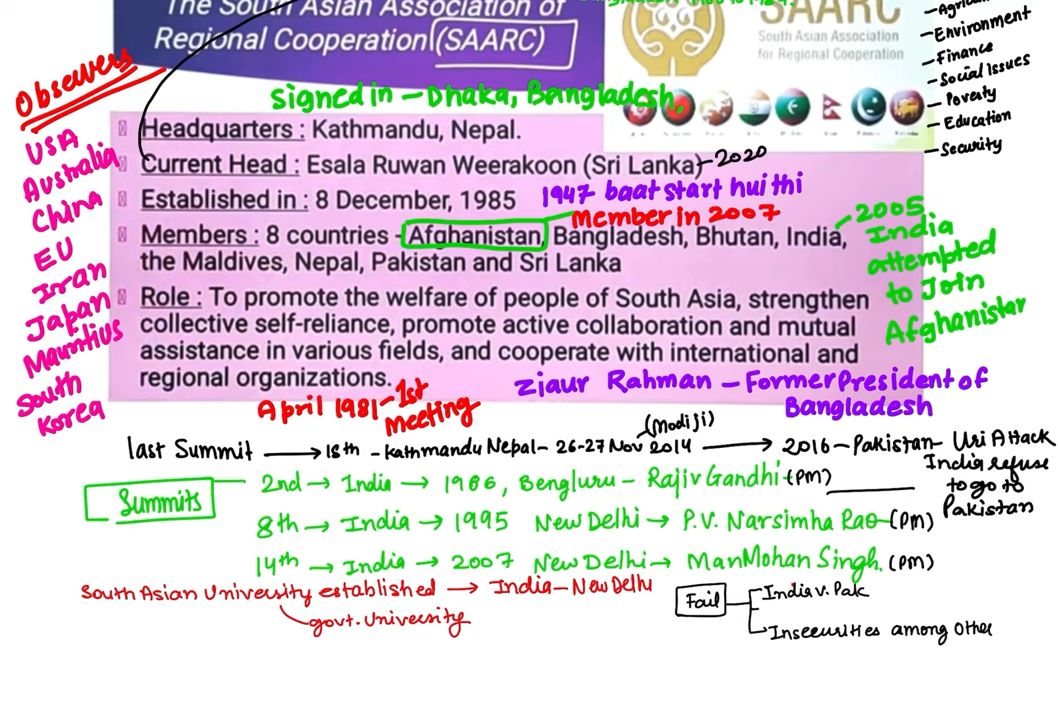 The South Asian Association of
Regional Cooperation (SAARC)
SAARC
South Asian Association
for Regional Cooperation
Environment
Finance
Social Issues
Poverty
Education
Security
Observers
USA
Australia
China
EU
Iran
Japan
Mauritius
South
Korea
signed in - Dhaka, Bangladesh.
Headquarters : Kathmandu, Nepal.
Current Head : Esala Ruwan Weerakoon (Sri Lanka) - 2020
Established in : 8 December, 1985
1947 baat start hui thi
Member in 2007
Members : 8 countries - Afghanistan, Bangladesh, Bhutan, India,
the Maldives, Nepal, Pakistan and Sri Lanka
2005
India
attempted
to Join
Afghanistan
Role : To promote the welfare of people of South Asia, strengthen
collective self-reliance, promote active collaboration and mutual
assistance in various fields, and cooperate with international and
regional organizations.
April 1981 - 1st
Meeting
Ziaur Rahman - Former President of
Bangladesh
last Summit → 18th - Kathmandu Nepal - 26-27 Nov 2014 (Modiji) → 2016 - Pakistan - Uri Attack
India refuse
to go to
Pakistan
Summits
2nd → India → 1986, Bengluru - Rajiv Gandhi (PM)
8th → India → 1995 New Delhi → P.V. Narsimha Rao (PM)
14th → India → 2007 New Delhi → ManMohan Singh. (PM)
South Asian University established → India - New Delhi
govt. University
Fail
India v. Pak
Insecurities among Other